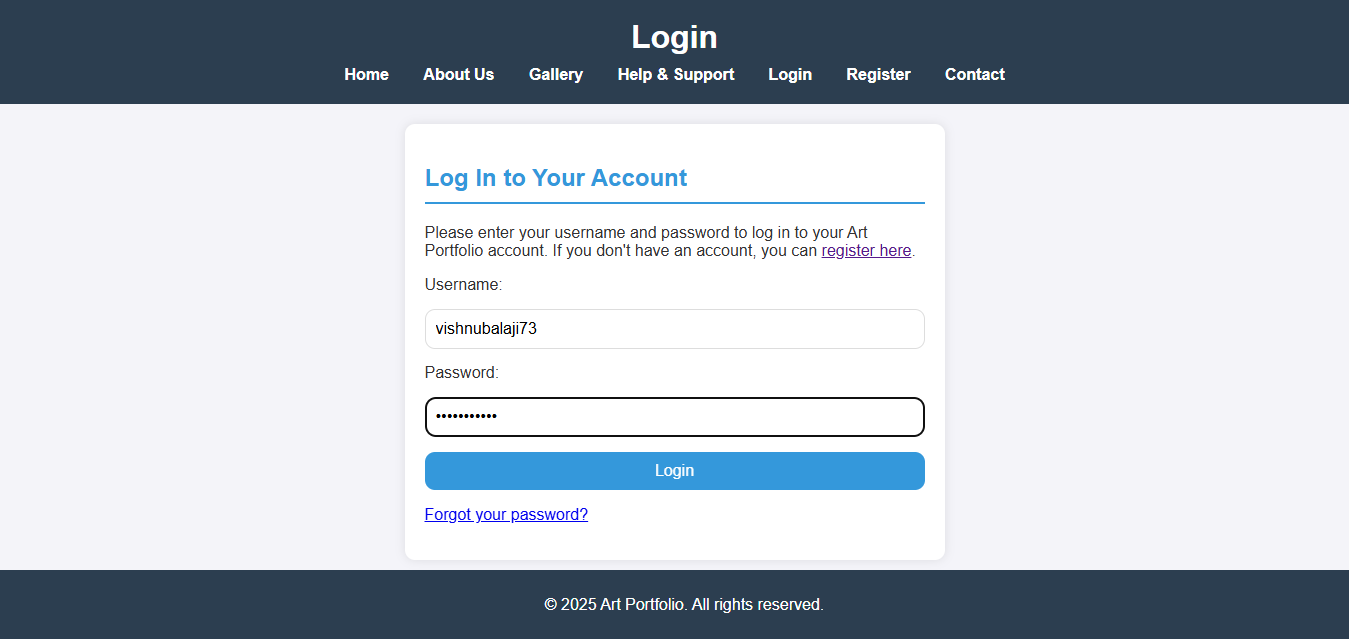 Login
Home About Us Gallery Help & Support Login Register Contact
Log In to Your Account
Please enter your username and password to log in to your Art
Portfolio account. If you don't have an account, you can register here.
Username:
vishnubalaji73
Password:
•••••••••••
Login
Forgot your password?
© 2025 Art Portfolio. All rights reserved.